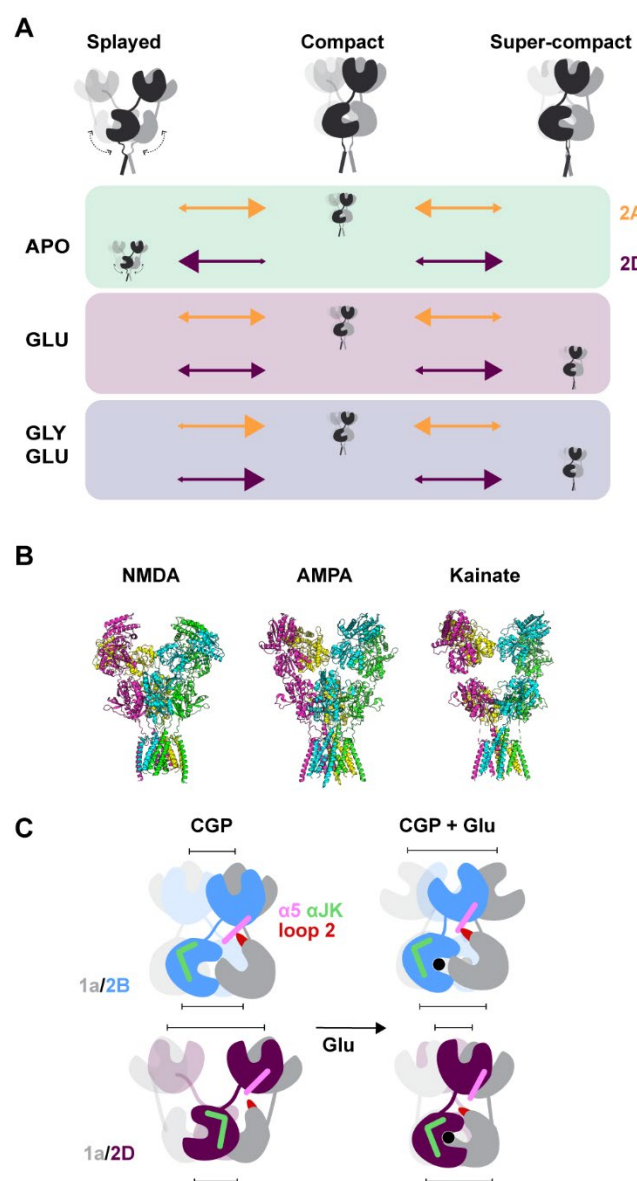 A
Splayed Compact Super-compact
APO
2A
2D
GLU
GLY
GLU
B
NMDA AMPA Kainate
C
CGP CGP + Glu
α5 αJK
loop 2
1a/2B
Glu
1a/2D